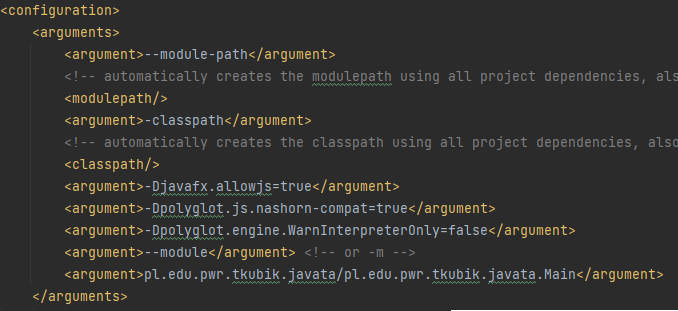 <configuration>
<arguments>
<argument>--module-path</argument>
<!-- automatically creates the modulepath using all project dependencies, als
<modulepath/>
<argument>-classpath</argument>
<!-- automatically creates the classpath using all project dependencies, also
<classpath/>
<argument>-Djavafx.allowjs=true</argument>
<argument>-Dpolyglot.js.nashorn-compat=true</argument>
<argument>-Dpolyglot.engine.WarnInterpreterOnly=false</argument>
<argument>--module</argument> <!-- or -m -->
<argument>pl.edu.pwr.tkubik.javata/pl.edu.pwr.tkubik.javata.Main</argument>
</arguments>